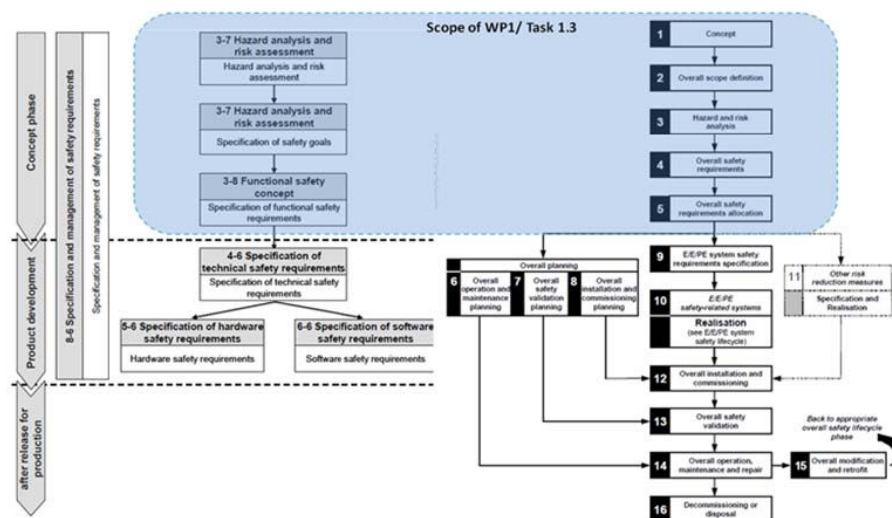 Scope of WP1/ Task 1.3
Concept phase
Product development
after release for
production
8-6 Specification and management of safety requirements
Specification and management of safety requirements
3-7 Hazard analysis and
risk assessment
Hazard analysis and risk
assessment
3-7 Hazard analysis and
risk assessment
Specification of safety goals
3-8 Functional safety
concept
Specification of functional safety
requirements
4-6 Specification of
technical safety requirements
Specification of technical safety
requirements
5-6 Specification of hardware
safety requirements
Hardware safety requirements
6-6 Specification of software
safety requirements
Software safety requirements
1
Concept
2
Overall scope definition
3
Hazard and risk
analysis
4
Overall safety
requirements
5
Overall safety
requirements allocation
Overall planning
6
Overall
operation and
maintenance
planning
7
Overall
safety
validation
planning
8
Overall
installation and
commissioning
planning
9
E/E/PE system safety
requirements specification
10
E/E/PE
safety-related systems
Realisation
(see E/E/PE system
safety lifecycle)
11
Other risk
reduction measures
Specification and
Realisation
12
Overall installation and
commissioning
13
Overall safety
validation
14
Overall operation,
maintenance and repair
Back to appropriate
overall safety lifecycle
phase
15
Overall modification
and retrofit
16
Decommissioning or
disposal